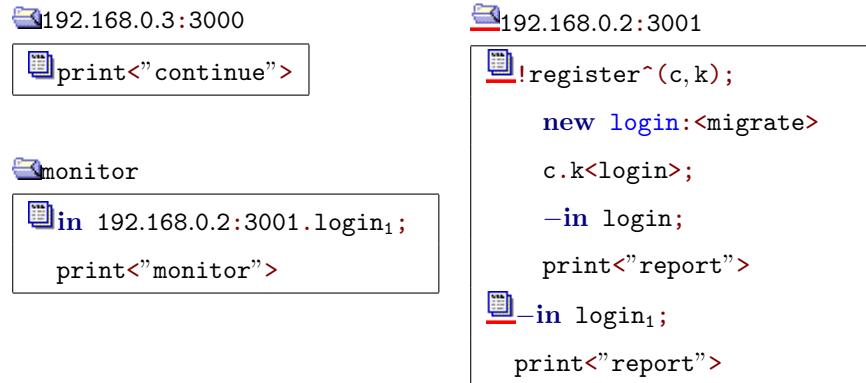 192.168.0.3:3000
print<”continue”>
monitor
in 192.168.0.2:3001.login₁;
print<”monitor”>
192.168.0.2:3001
!register^(c,k);
new login:<migrate>
c.k<login>;
−in login;
print<”report”>
−in login₁;
print<”report”>